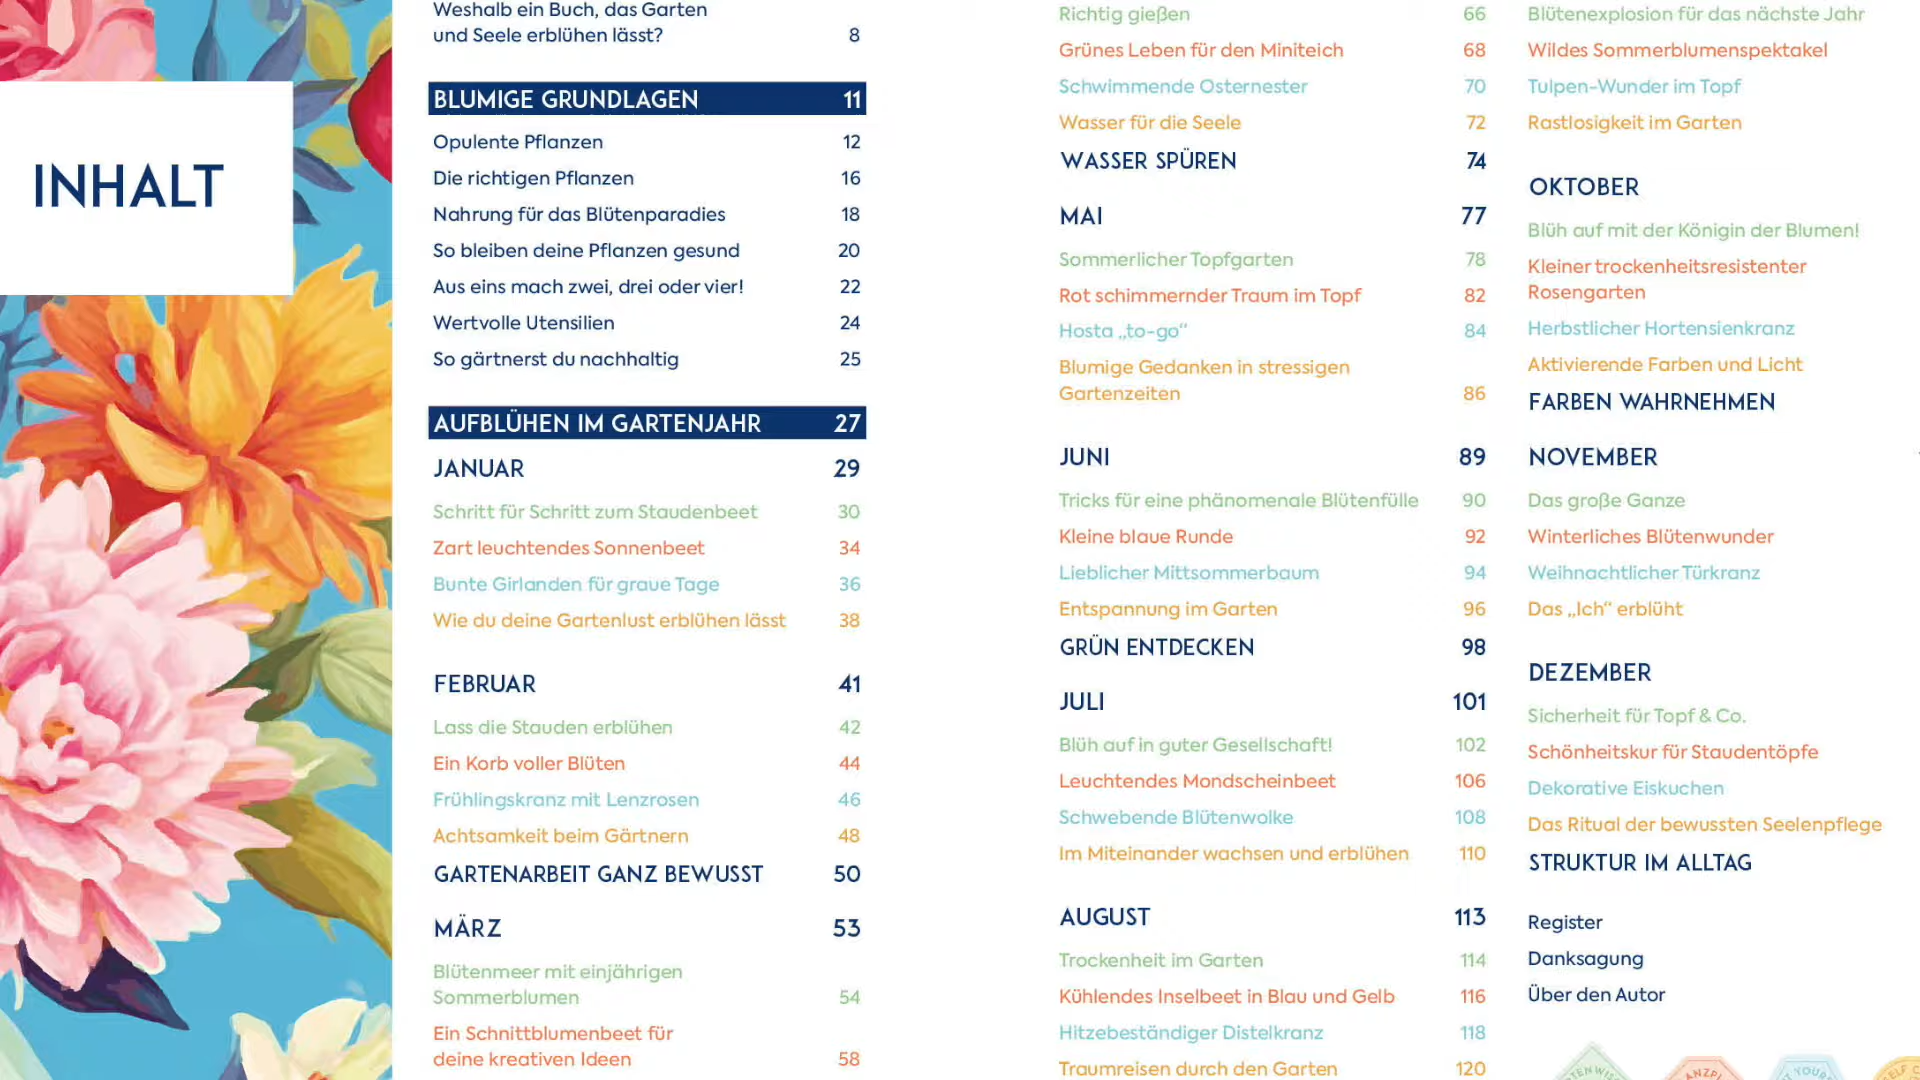 INHALT
Weshalb ein Buch, das Garten
und Seele erblühen lässt? 8
BLUMIGE GRUNDLAGEN 11
Opulente Pflanzen 12
Die richtigen Pflanzen 16
Nahrung für das Blütenparadies 18
So bleiben deine Pflanzen gesund 20
Aus eins mach zwei, drei oder vier! 22
Wertvolle Utensilien 24
So gärtnerst du nachhaltig 25
AUFBLÜHEN IM GARTENJAHR 27
JANUAR 29
Schritt für Schritt zum Staudenbeet 30
Zart leuchtendes Sonnenbeet 34
Bunte Girlanden für graue Tage 36
Wie du deine Gartenlust erblühen lässt 38
FEBRUAR 41
Lass die Stauden erblühen 42
Ein Korb voller Blüten 44
Frühlingskranz mit Lenzrosen 46
Achtsamkeit beim Gärtnern 48
GARTENARBEIT GANZ BEWUSST 50
MÄRZ 53
Blütenmeer mit einjährigen
Sommerblumen 54
Ein Schnittblumenbeet für
deine kreativen Ideen 58
Richtig gießen 66
Grünes Leben für den Miniteich 68
Schwimmende Osternester 70
Wasser für die Seele 72
WASSER SPÜREN 74
MAI 77
Sommerlicher Topfgarten 78
Rot schimmernder Traum im Topf 82
Hosta „to-go“ 84
Blumige Gedanken in stressigen
Gartenzeiten 86
JUNI 89
Tricks für eine phänomenale Blütenfülle 90
Kleine blaue Runde 92
Lieblicher Mittsommerbaum 94
Entspannung im Garten 96
GRÜN ENTDECKEN 98
JULI 101
Blüh auf in guter Gesellschaft! 102
Leuchtendes Mondscheinbeet 106
Schwebende Blütenwolke 108
Im Miteinander wachsen und erblühen 110
AUGUST 113
Trockenheit im Garten 114
Kühlendes Inselbeet in Blau und Gelb 116
Hitzebeständiger Distelkranz 118
Traumreisen durch den Garten 120
Blütenexplosion für das nächste Jahr
Wildes Sommerblumenspektakel
Tulpen-Wunder im Topf
Rastlosigkeit im Garten
OKTOBER
Blüh auf mit der Königin der Blumen!
Kleiner trockenheitsresistenter
Rosengarten
Herbstlicher Hortensienkranz
Aktivierende Farben und Licht
FARBEN WAHRNEHMEN
NOVEMBER
Das große Ganze
Winterliches Blütenwunder
Weihnachtlicher Türkranz
Das „Ich“ erblüht
DEZEMBER
Sicherheit für Topf & Co.
Schönheitskur für Staudentöpfe
Dekorative Eiskuchen
Das Ritual der bewussten Seelenpflege
STRUKTUR IM ALLTAG
Register
Danksagung
Über den Autor